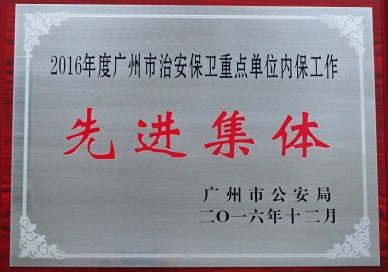 2016年度广州市治安保卫重点单位内保工作
先进集体
广州市公安局
二〇一六年十二月